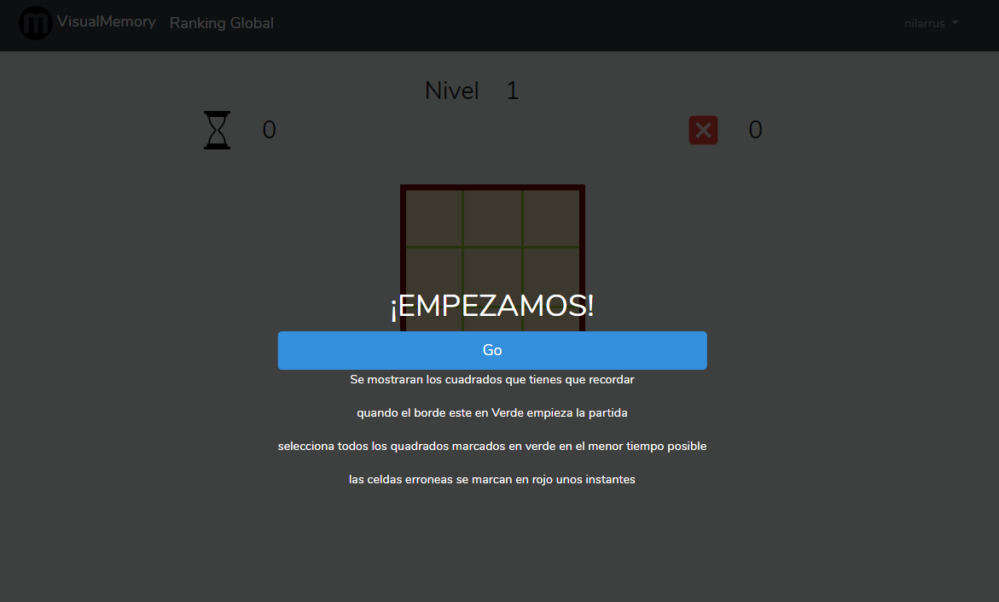 VisualMemory Ranking Global nilarrus
Nivel 1
0 0
¡EMPEZAMOS!
Go
Se mostraran los cuadrados que tienes que recordar
quando el borde este en Verde empieza la partida
selecciona todos los quadrados marcados en verde en el menor tiempo posible
las celdas erroneas se marcan en rojo unos instantes